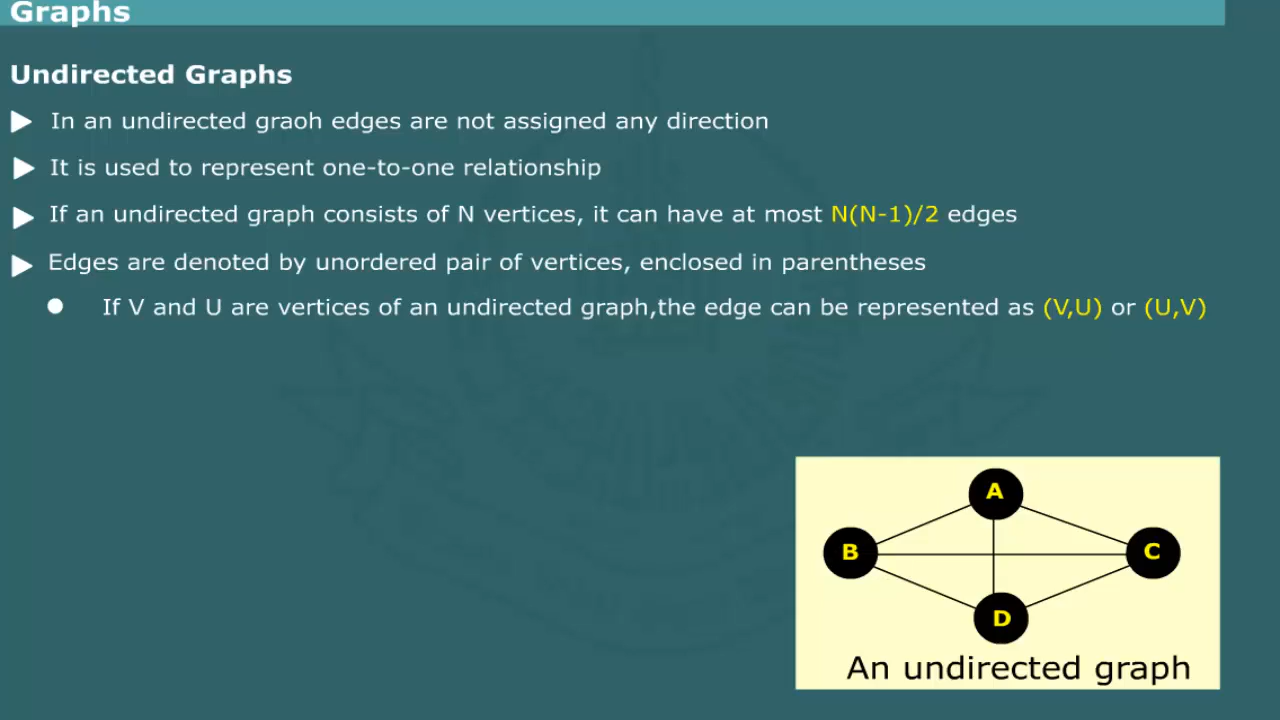 Graphs
Undirected Graphs
In an undirected graoh edges are not assigned any direction
It is used to represent one-to-one relationship
If an undirected graph consists of N vertices, it can have at most N(N-1)/2 edges
Edges are denoted by unordered pair of vertices, enclosed in parentheses
If V and U are vertices of an undirected graph,the edge can be represented as (V,U) or (U,V)
A
B
C
D
An undirected graph